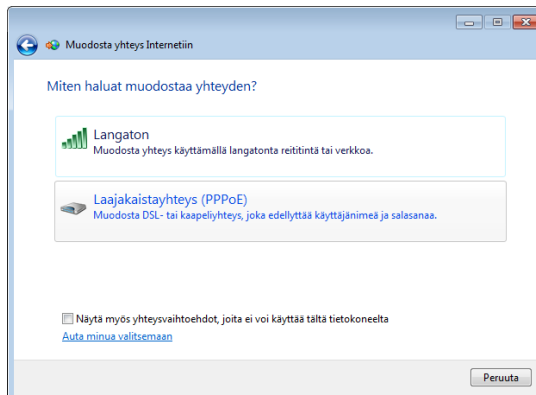 Muodosta yhteys Internetiin
Miten haluat muodostaa yhteyden?
Langaton
Muodosta yhteys käyttämällä langatonta reititintä tai verkkoa.
Laajakaistayhteys (PPPoE)
Muodosta DSL- tai kaapeliyhteys, joka edellyttää käyttäjänimeä ja salasanaa.
Näytä myös yhteysvaihtoehdot, joita ei voi käyttää tältä tietokoneelta
Auta minua valitsemaan
Peruuta